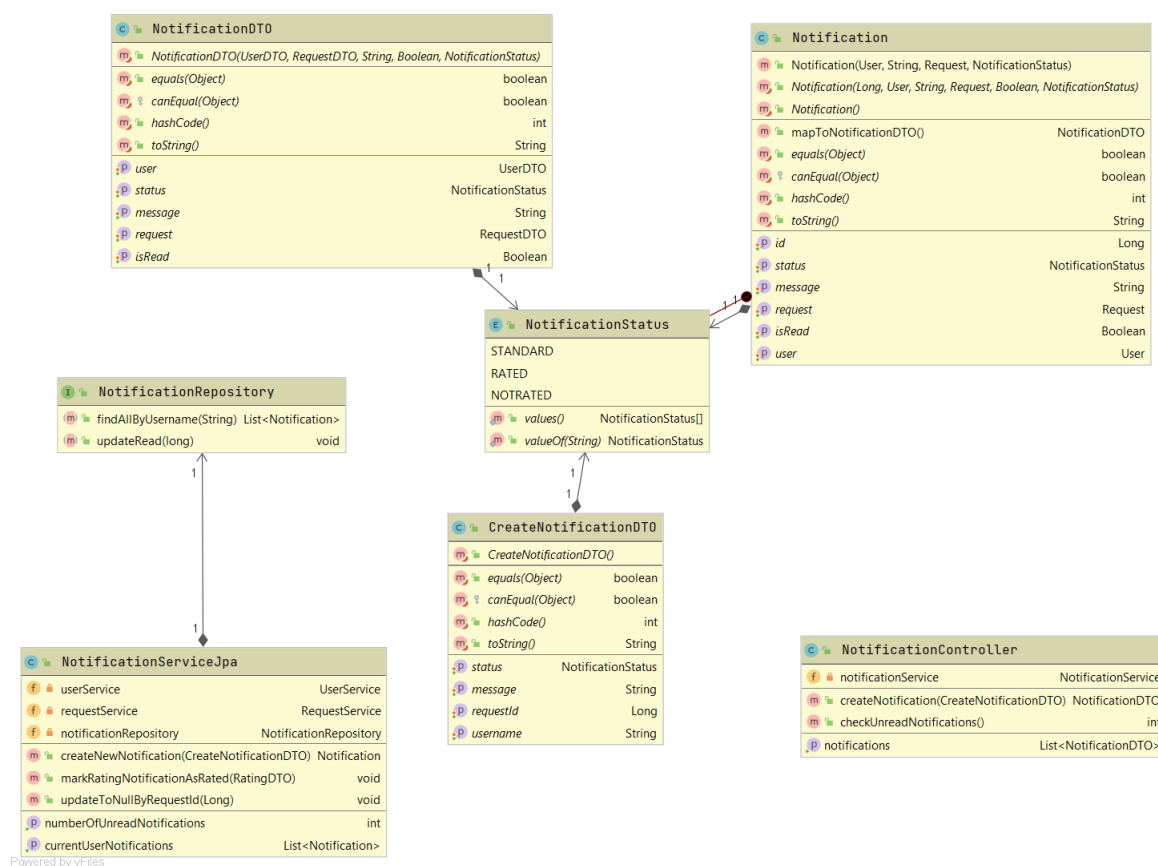 NotificationDTO
NotificationDTO(UserDTO, RequestDTO, String, Boolean, NotificationStatus)
equals(Object) boolean
canEqual(Object) boolean
hashCode() int
toString() String
user UserDTO
status NotificationStatus
message String
request RequestDTO
isRead Boolean
Notification
Notification(User, String, Request, NotificationStatus)
Notification(Long, User, String, Request, Boolean, NotificationStatus)
Notification()
mapToNotificationDTO() NotificationDTO
equals(Object) boolean
canEqual(Object) boolean
hashCode() int
toString() String
id Long
status NotificationStatus
message String
request Request
isRead Boolean
user User
1
1
1
1
NotificationStatus
STANDARD
RATED
NOTRATED
values() NotificationStatus[]
valueOf(String) NotificationStatus
NotificationRepository
findAllByUsername(String) List<Notification>
updateRead(long) void
1
1
1
1
CreateNotificationDTO
CreateNotificationDTO()
equals(Object) boolean
canEqual(Object) boolean
hashCode() int
toString() String
status NotificationStatus
message String
requestId Long
username String
NotificationServiceJpa
userService UserService
requestService RequestService
notificationRepository NotificationRepository
createNewNotification(CreateNotificationDTO) Notification
markRatingNotificationAsRated(RatingDTO) void
updateToNullByRequestId(Long) void
numberOfUnreadNotifications int
currentUserNotifications List<Notification>
NotificationController
notificationService NotificationService
createNotification(CreateNotificationDTO) NotificationDTO
checkUnreadNotifications() int
notifications List<NotificationDTO>
Powered by yFiles